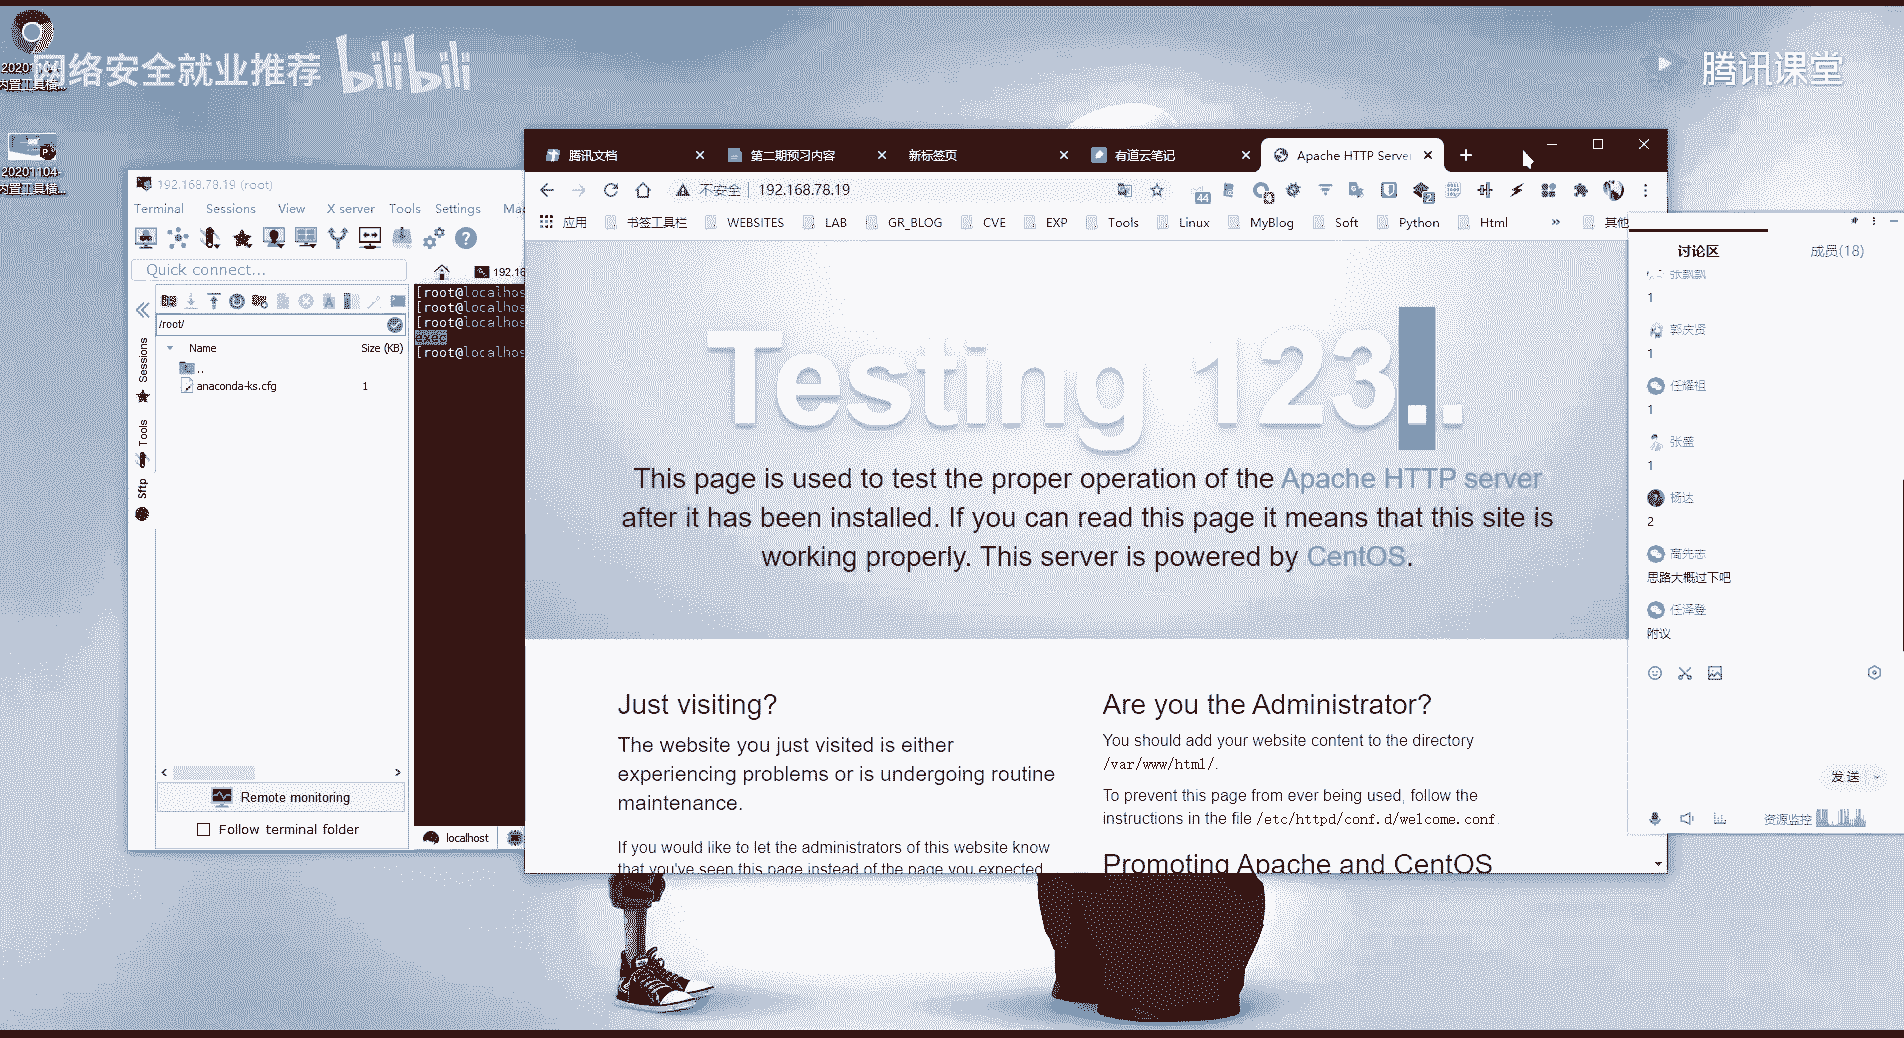 网络安全就业推荐
bilibili
腾讯课堂
内置工具横...
20201104-
内置工具横...
192.168.78.19 (root)
Terminal Sessions View X server Tools Settings
Quick connect...
/root/
Name Size (KB)
..
anaconda-ks.cfg 1
Sessions
Tools
Sftp
Remote monitoring
Follow terminal folder
[root@localhos
[root@localhos
[root@localhos
exec
[root@localhos
localhost
腾讯文档
第二期预习内容
新标签页
有道云笔记
Apache HTTP Server
不安全 192.168.78.19
44
2
应用 书签工具栏 WEBSITES LAB GR_BLOG CVE EXP Tools Linux MyBlog Soft Python Html » 其他
Testing 123..
This page is used to test the proper operation of the Apache HTTP server
after it has been installed. If you can read this page it means that this site is
working properly. This server is powered by CentOS.
Just visiting?
The website you just visited is either
experiencing problems or is undergoing routine
maintenance.
If you would like to let the administrators of this website know
that you've seen this page instead of the page you expected
Are you the Administrator?
You should add your website content to the directory
/var/www/html/.
To prevent this page from ever being used, follow the
instructions in the file /etc/httpd/conf.d/welcome.conf.
Promoting Apache and CentOS
讨论区 成员(18)
1
郭庆贤
1
任耀祖
1
张盛
1
杨达
2
高先志
思路大概过下吧
任泽登
附议
发送
资源监控